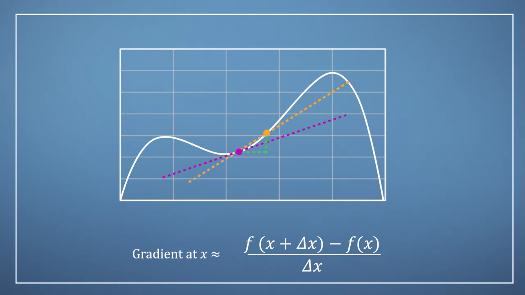 Gradient at x ≈ f (x + Δx) − f(x)
Δx